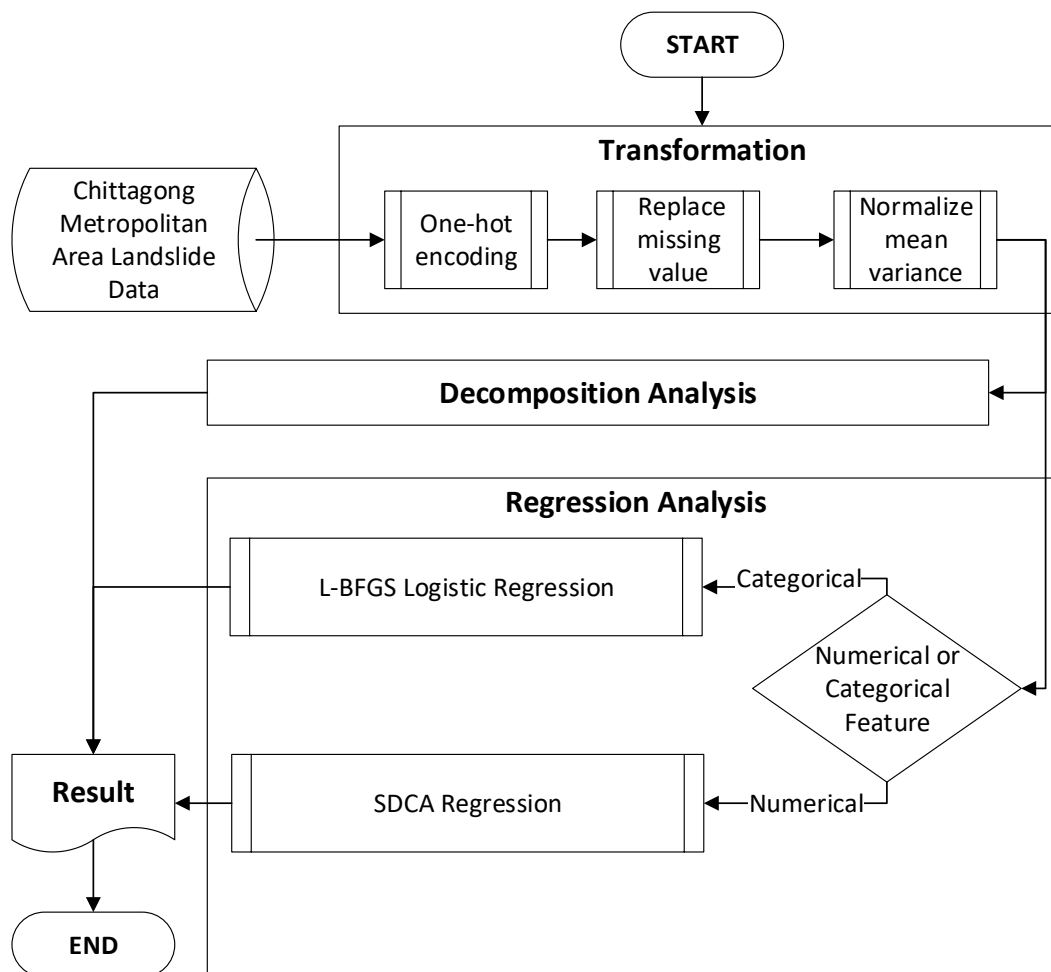 START
Transformation
Chittagong
Metropolitan
Area Landslide
Data
One-hot
encoding
Replace
missing
value
Normalize
mean
variance
Decomposition Analysis
Regression Analysis
L-BFGS Logistic Regression
Categorical
Numerical or
Categorical
Feature
Result
SDCA Regression
Numerical
END